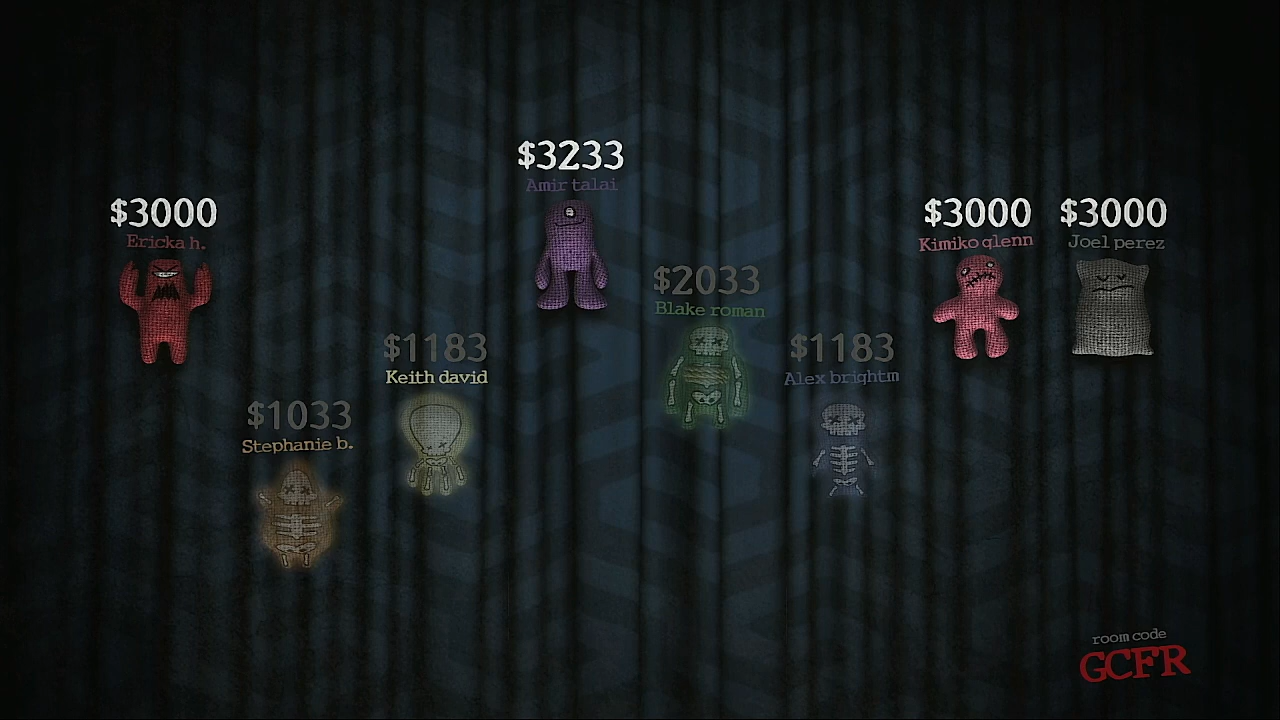 $3233
Amir talai
$3000
Ericka h.
$3000
Kimiko glenn
$3000
Joel perez
$2033
Blake roman
$1183
Keith david
$1183
Alex brightm
$1033
Stephanie b.
room code
GCFR